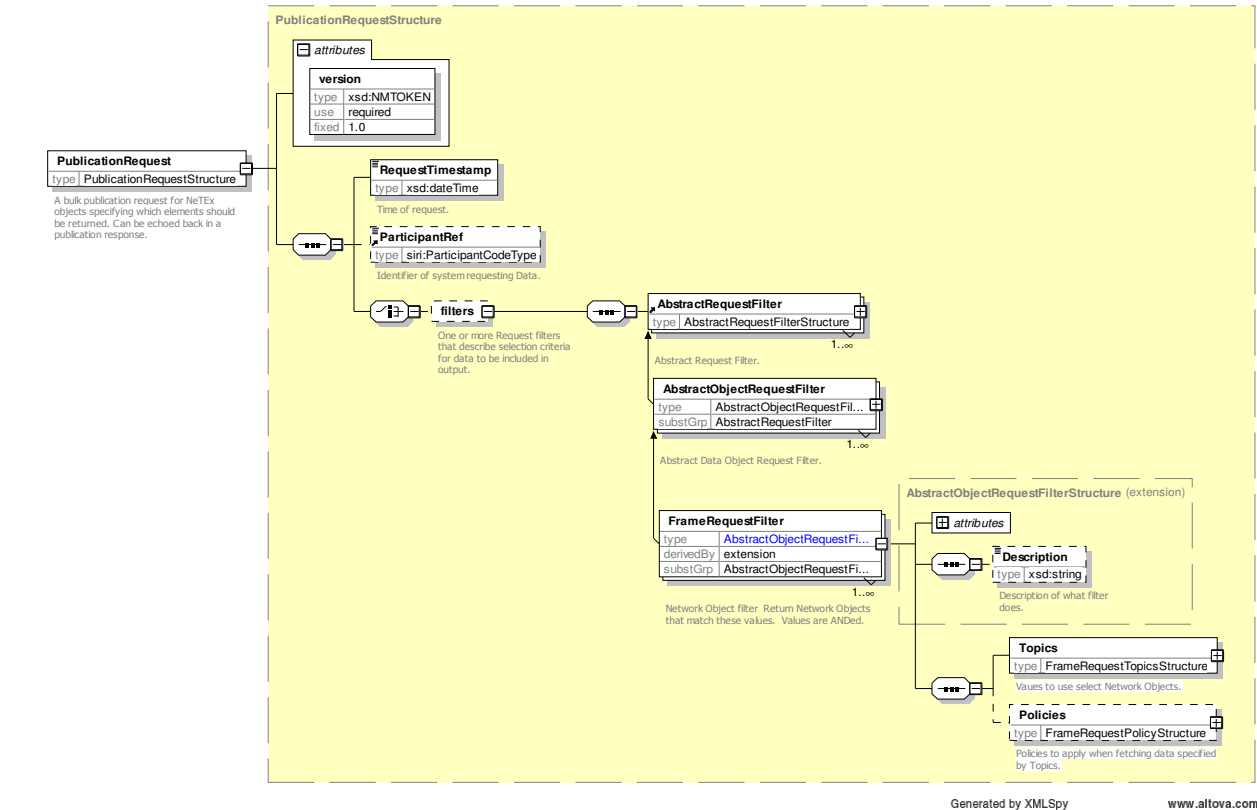 PublicationRequestStructure
attributes
version
type xsd:NMTOKEN
use required
fixed 1.0
PublicationRequest
type PublicationRequestStructure
A bulk publication request for NeTEx
objects specifying which elements should
be returned. Can be echoed back in a
publication response.
RequestTimestamp
type xsd:dateTime
Time of request.
ParticipantRef
type siri:ParticipantCodeType
Identifier of system requesting Data.
filters
One or more Request filters
that describe selection criteria
for data to be included in
output.
AbstractRequestFilter
type AbstractRequestFilterStructure
1..∞
Abstract Request Filter.
AbstractObjectRequestFilter
type AbstractObjectRequestFil...
substGrp AbstractRequestFilter
1..∞
Abstract Data Object Request Filter.
FrameRequestFilter
type AbstractObjectRequestFi...
derivedBy extension
substGrp AbstractObjectRequestFi...
1..∞
Network Object filter Return Network Objects
that match these values. Values are ANDed.
AbstractObjectRequestFilterStructure (extension)
attributes
Description
type xsd:string
Description of what filter
does.
Topics
type FrameRequestTopicsStructure
Vaues to use select Network Objects.
Policies
type FrameRequestPolicyStructure
Policies to apply when fetching data specified
by Topics.
Generated by XMLSpy www.altova.com